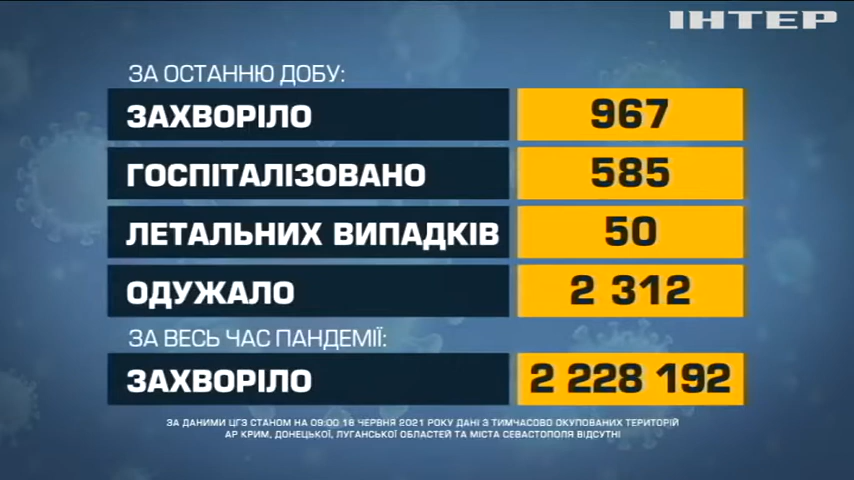 ІНТЕР
ЗА ОСТАННЮ ДОБУ:
ЗАХВОРІЛО 967
ГОСПІТАЛІЗОВАНО 585
ЛЕТАЛЬНИХ ВИПАДКІВ 50
ОДУЖАЛО 2 312
ЗА ВЕСЬ ЧАС ПАНДЕМІЇ:
ЗАХВОРІЛО 2 228 192
ЗА ДАНИМИ ЦГЗ СТАНОМ НА 09:00 18 ЧЕРВНЯ 2021 РОКУ ДАНІ З ТИМЧАСОВО ОКУПОВАНИХ ТЕРИТОРІЙ
АР КРИМ, ДОНЕЦЬКОЇ, ЛУГАНСЬКОЇ ОБЛАСТЕЙ ТА МІСТА СЕВАСТОПОЛЯ ВІДСУТНІ